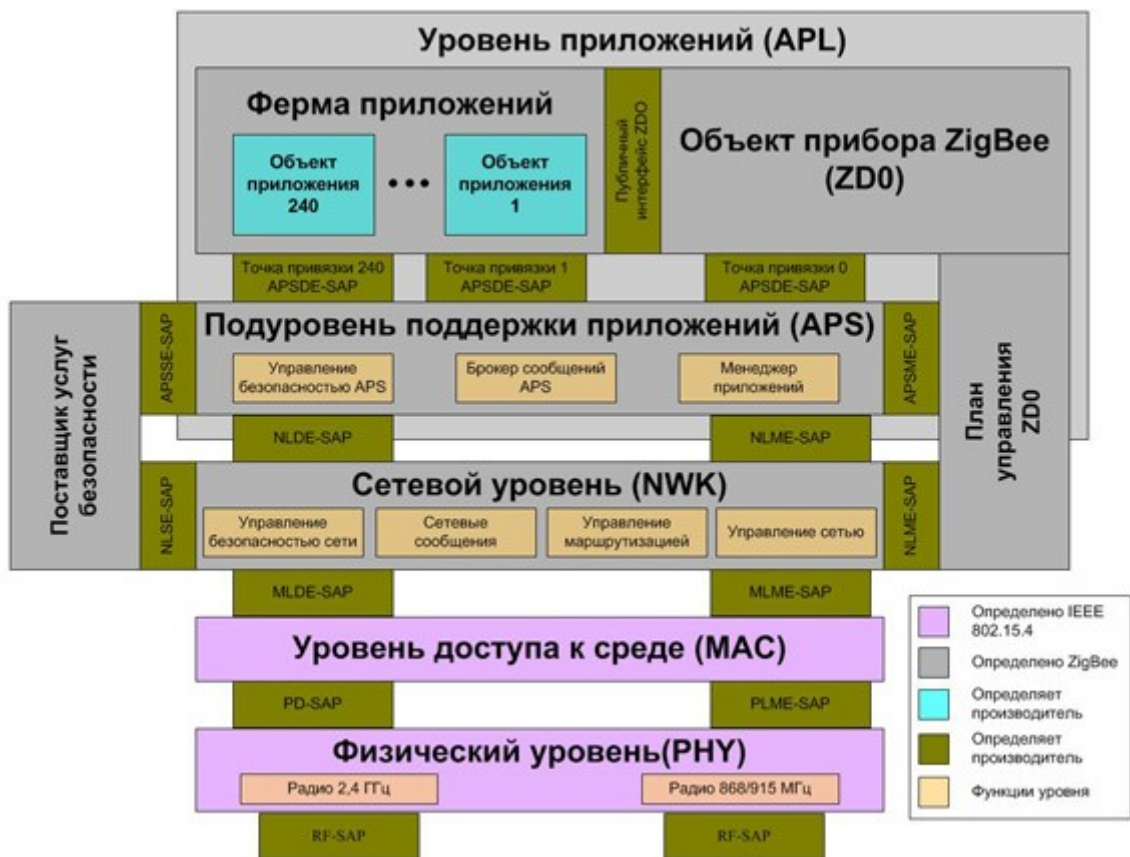 Уровень приложений (APL)
Ферма приложений
Объект
приложения
240
•••
Объект
приложения
1
Публичный
интерфейс ZDO
Объект прибора ZigBee
(ZD0)
Точка привязки 240
APSDE-SAP
Точка привязки 1
APSDE-SAP
Точка привязки 0
APSDE-SAP
Поставщик услуг
безопасности
APSSE-SAP
Подуровень поддержки приложений (APS)
Управление
безопасностью APS
Брокер сообщений
APS
Менеджер
приложений
APSME-SAP
План
управления
ZD0
NLDE-SAP
NLME-SAP
NLSE-SAP
Сетевой уровень (NWK)
Управление
безопасностью сети
Сетевые
сообщения
Управление
маршрутизацией
Управление сетью
NLME-SAP
MLDE-SAP
MLME-SAP
Уровень доступа к среде (MAC)
PD-SAP
PLME-SAP
Физический уровень(PHY)
Радио 2,4 ГГц
Радио 868/915 МГц
RF-SAP
RF-SAP
Определено IEEE
802.15.4
Определено ZigBee
Определяет
производитель
Определяет
производитель
Функции уровня